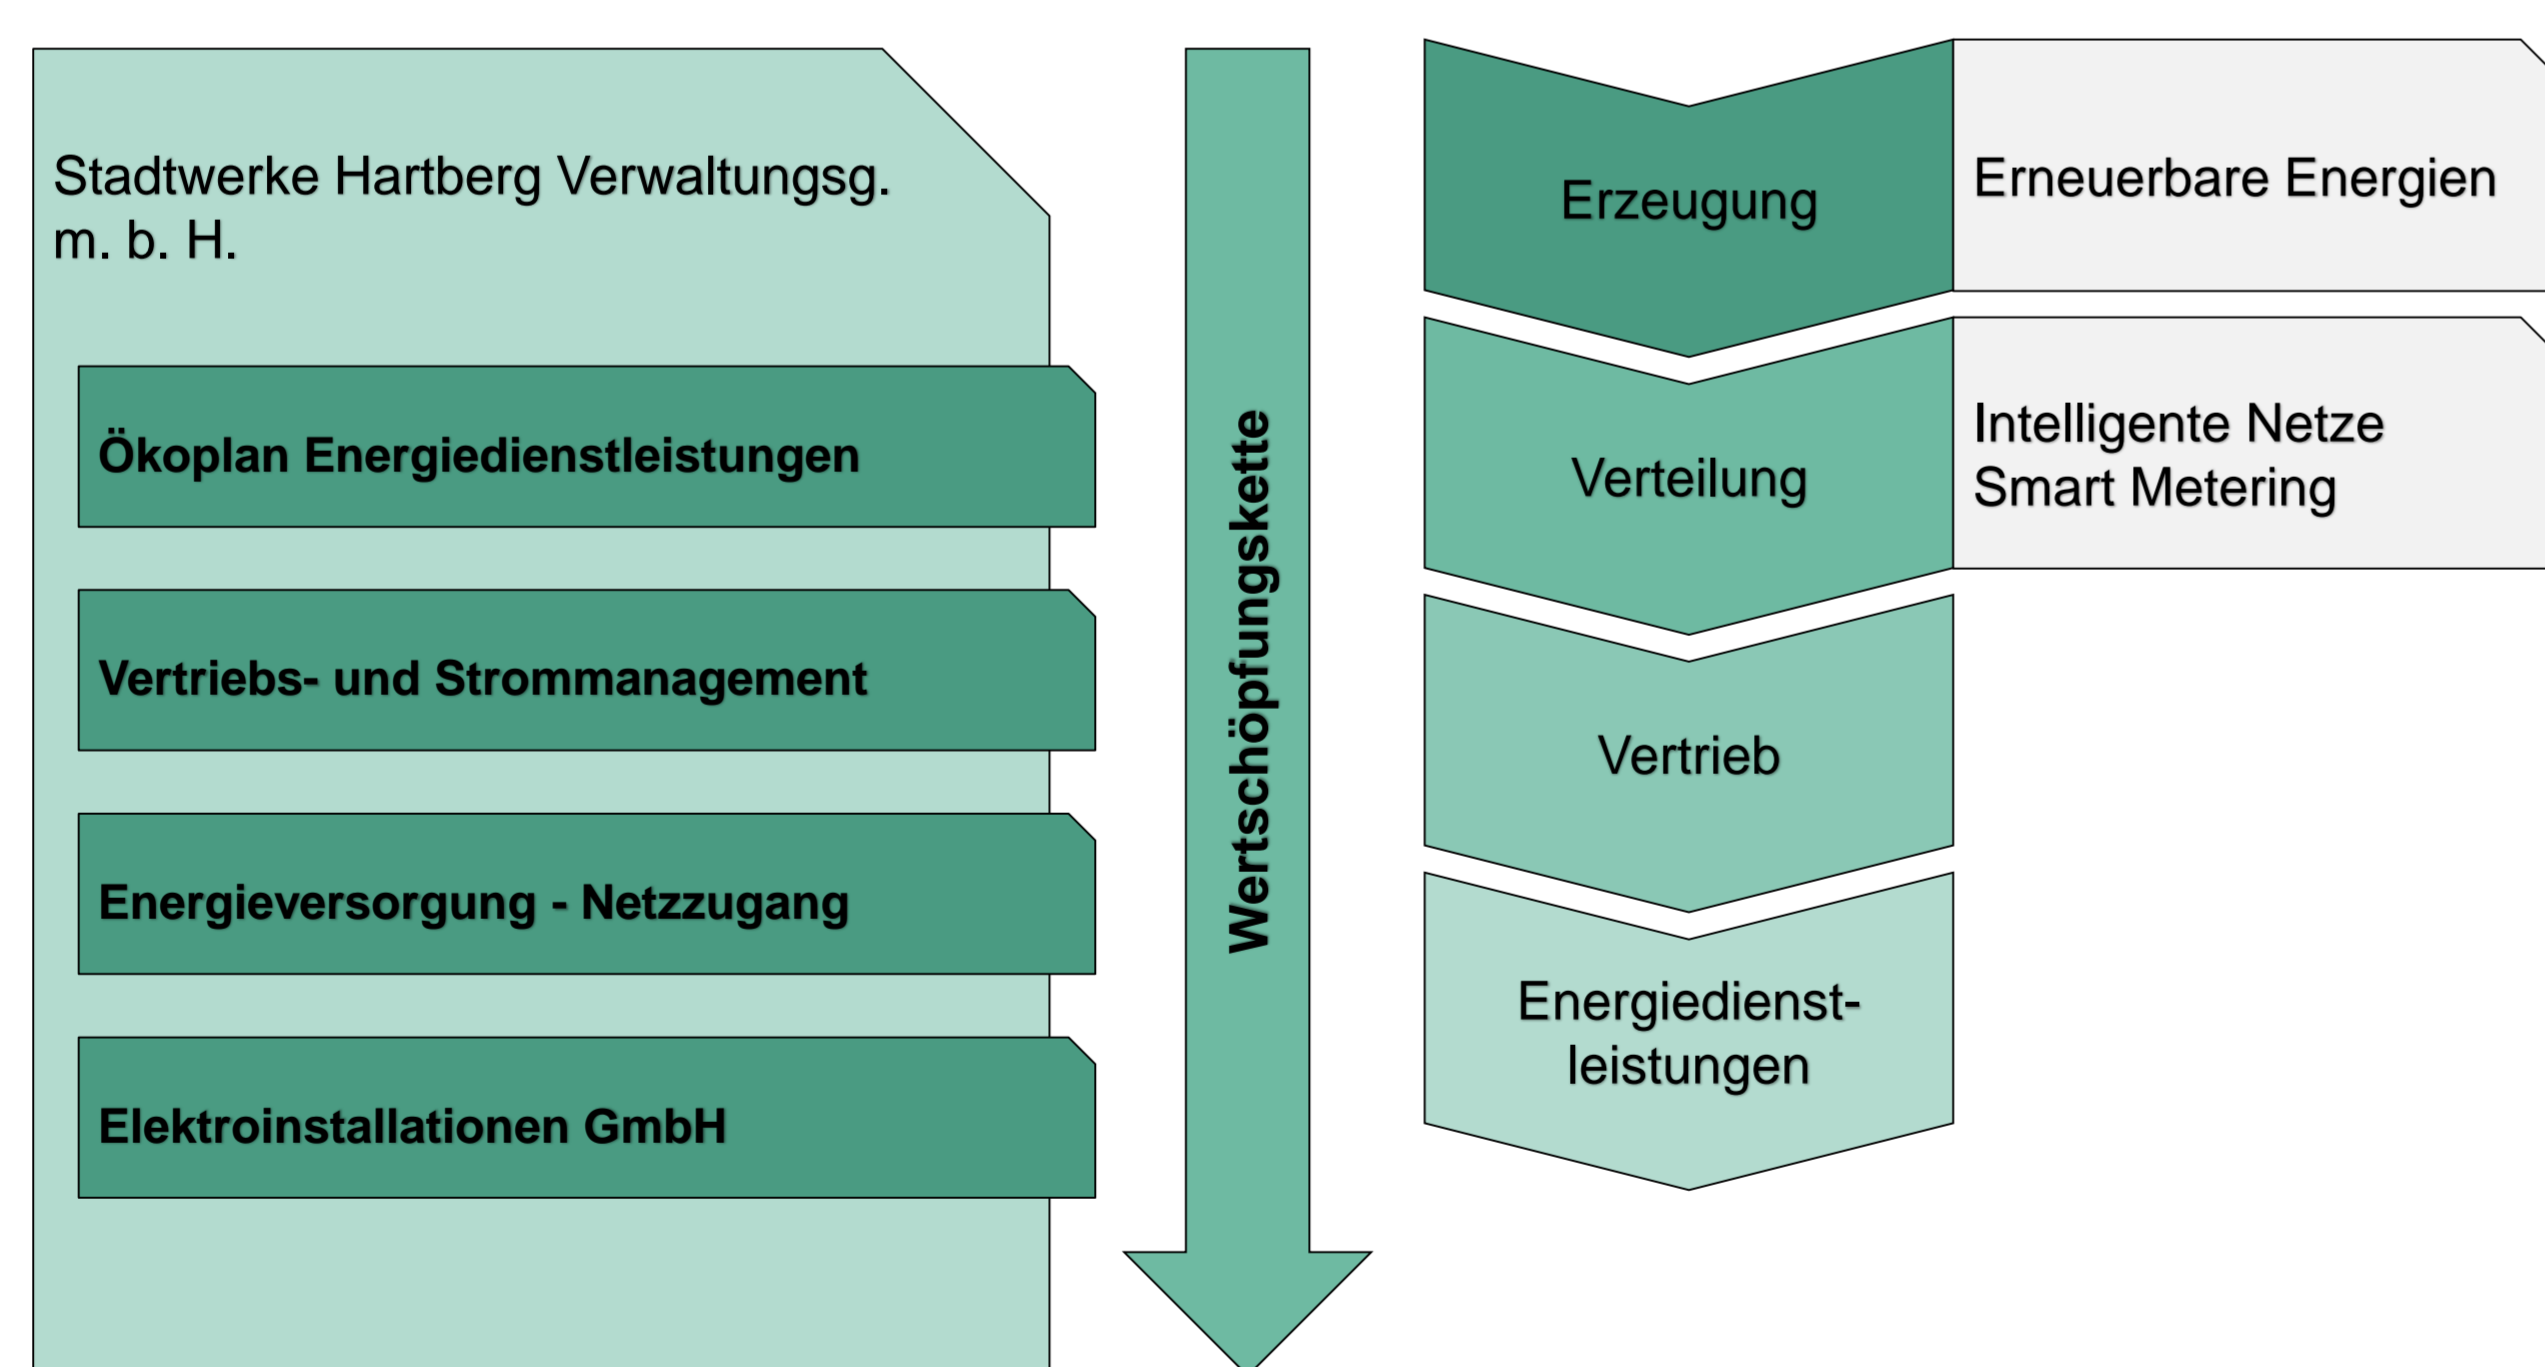 Stadtwerke Hartberg Verwaltungsg.
m. b. H.
Ökoplan Energiedienstleistungen
Vertriebs- und Strommanagement
Energieversorgung - Netzzugang
Elektroinstallationen GmbH
Wertschöpfungskette
Erzeugung
Erneuerbare Energien
Verteilung
Intelligente Netze
Smart Metering
Vertrieb
Energiedienst-
leistungen